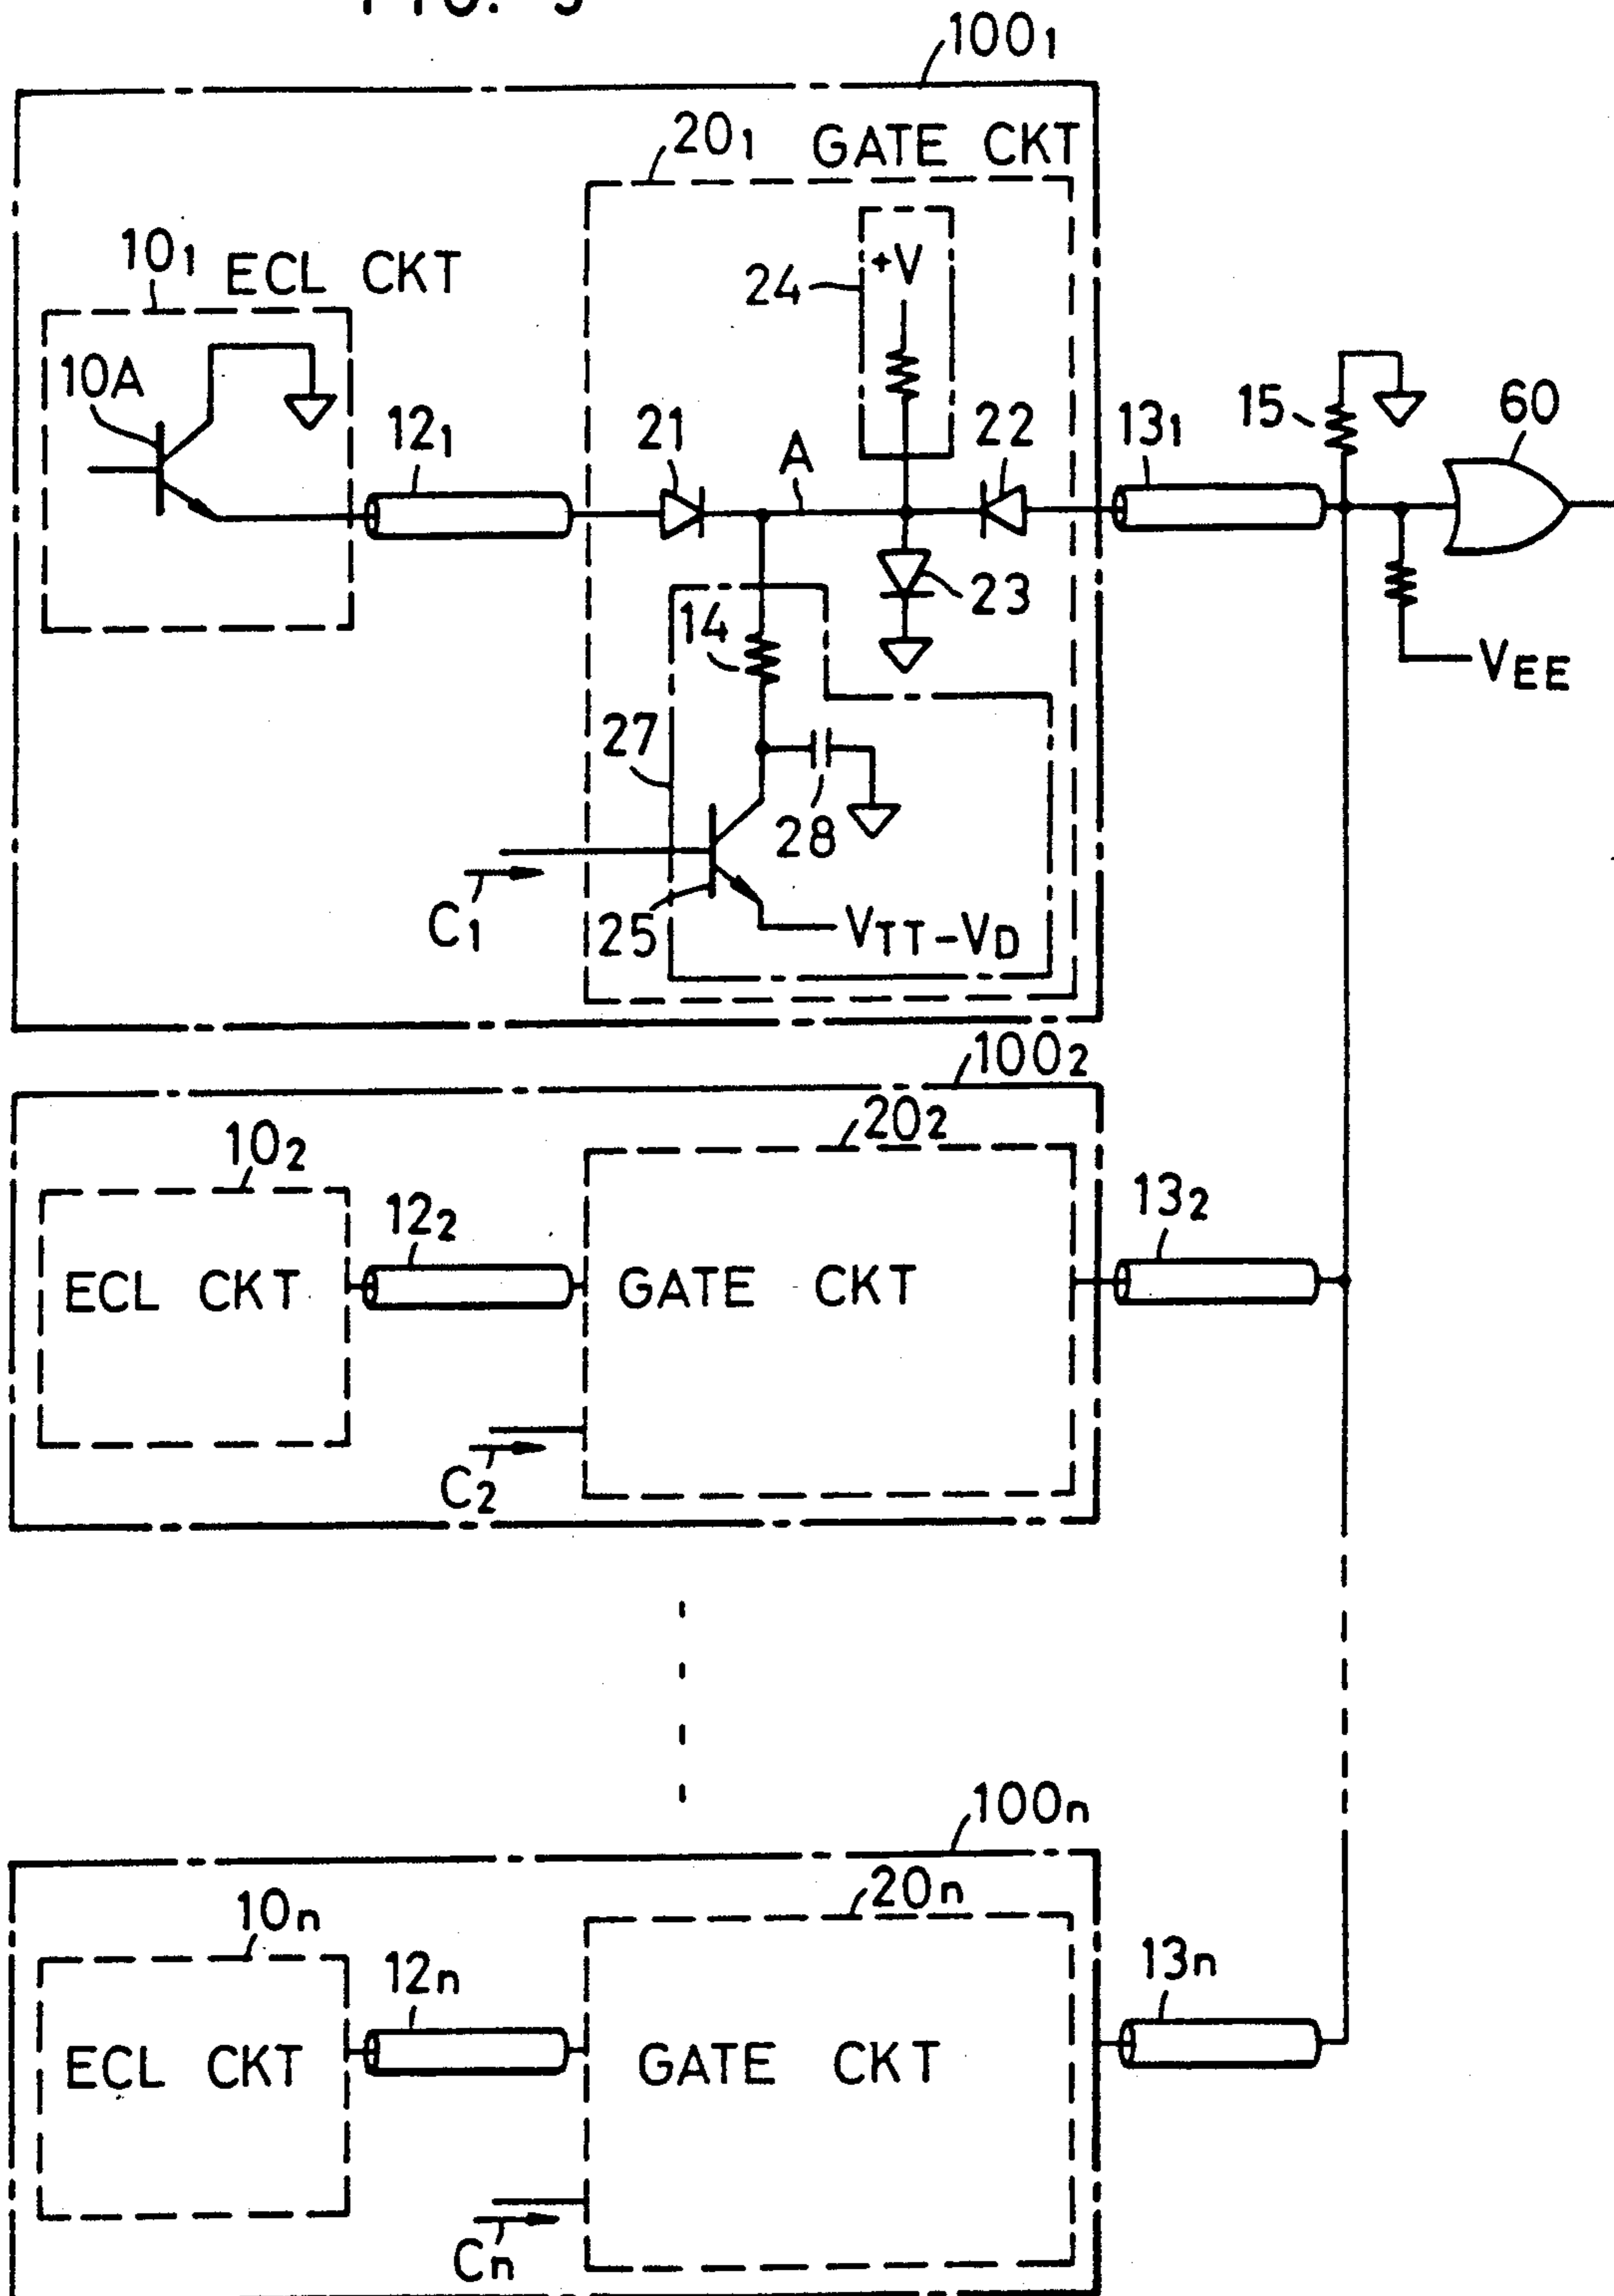 100₁
20₁ GATE CKT
10₁ ECL CKT
24
+V
10A
12₁
21
A
22
13₁
15
60
23
14
V_EE
27
28
C₁
25
V_TT-V_D
100₂
20₂
10₂
12₂
13₂
ECL CKT
GATE CKT
C₂
100n
20n
10n
12n
13n
ECL CKT
GATE CKT
Cn